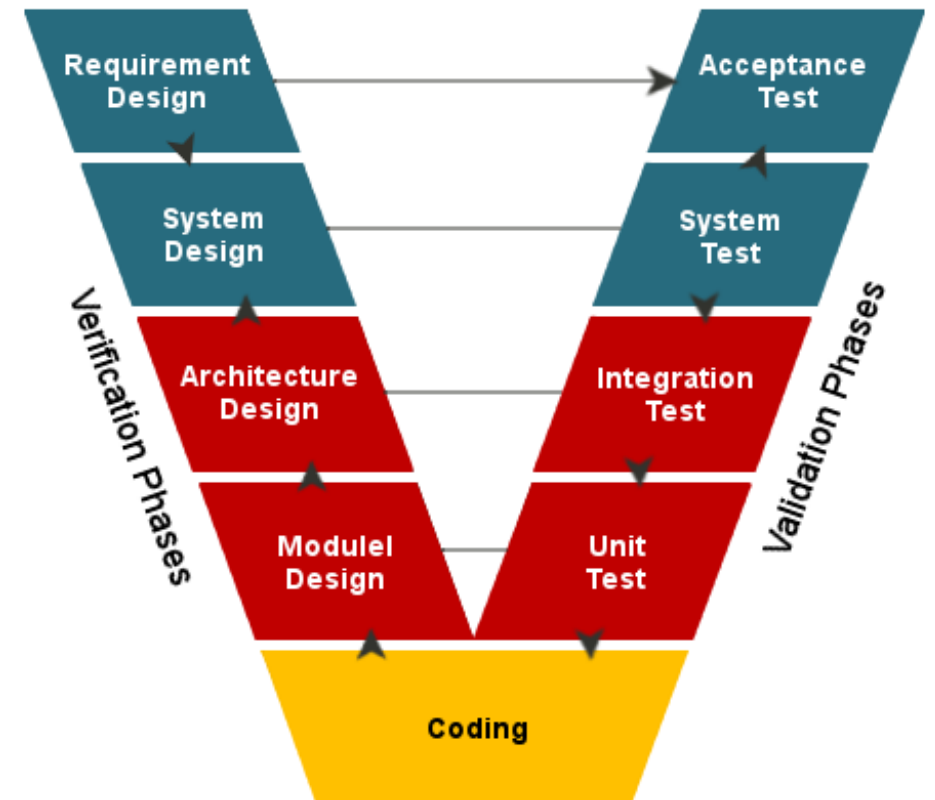 Requirement
Design
Acceptance
Test
System
Design
System
Test
Verification Phases
Validation Phases
Architecture
Design
Integration
Test
Modulel
Design
Unit
Test
Coding